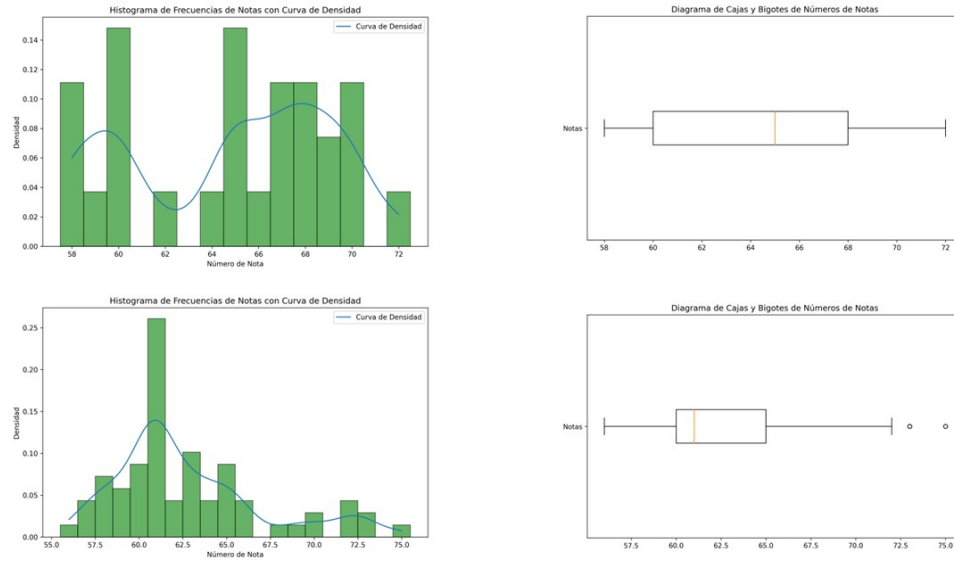 Histograma de Frecuencias de Notas con Curva de Densidad
Curva de Densidad
0.14
0.12
0.10
0.08
0.06
0.04
0.02
0.00
Densidad
58 60 62 64 66 68 70 72
Número de Nota
Diagrama de Cajas y Bigotes de Números de Notas
Notas
58 60 62 64 66 68 70 72
Histograma de Frecuencias de Notas con Curva de Densidad
Curva de Densidad
0.25
0.20
0.15
0.10
0.05
0.00
Densidad
55.0 57.5 60.0 62.5 65.0 67.5 70.0 72.5 75.0
Número de Nota
Diagrama de Cajas y Bigotes de Números de Notas
Notas
57.5 60.0 62.5 65.0 67.5 70.0 72.5 75.0